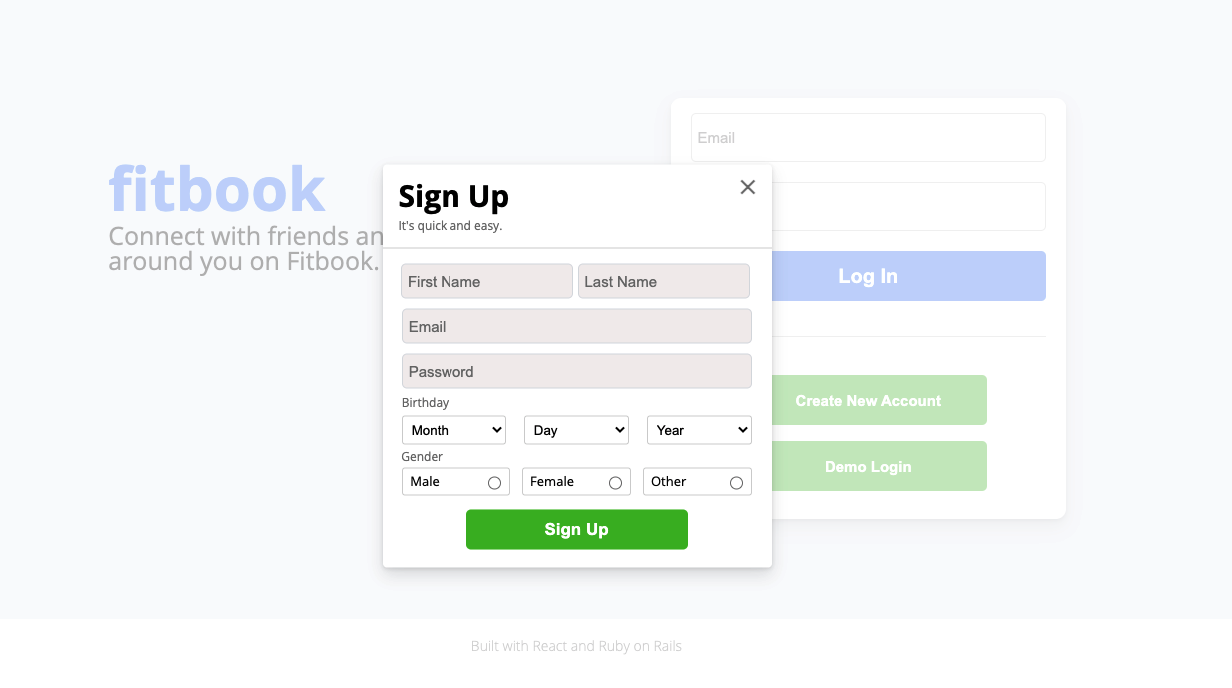 fitbook
Connect with friends an
around you on Fitbook.
Email
Log In
Create New Account
Demo Login
Sign Up
It's quick and easy.
First Name
Last Name
Email
Password
Birthday
Month
Day
Year
Gender
Male
Female
Other
Sign Up
Built with React and Ruby on Rails